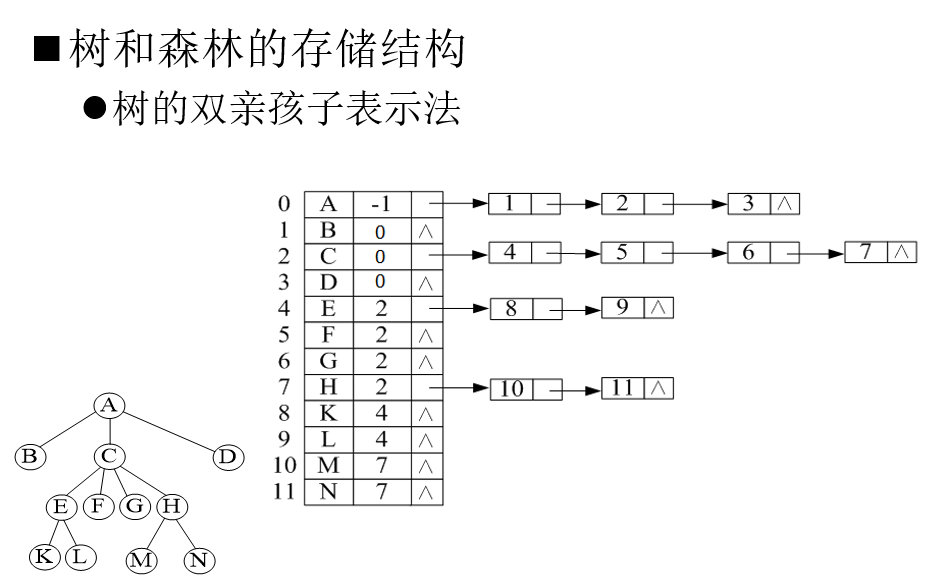 ■树和森林的存储结构
●树的双亲孩子表示法
0 A -1 1 2 3 ∧
1 B 0 ∧
2 C 0 4 5 6 7 ∧
3 D 0 ∧
4 E 2 8 9 ∧
5 F 2 ∧
6 G 2 ∧
7 H 2 10 11 ∧
8 K 4 ∧
9 L 4 ∧
10 M 7 ∧
11 N 7 ∧
A
B C D
E F G H
K L M N